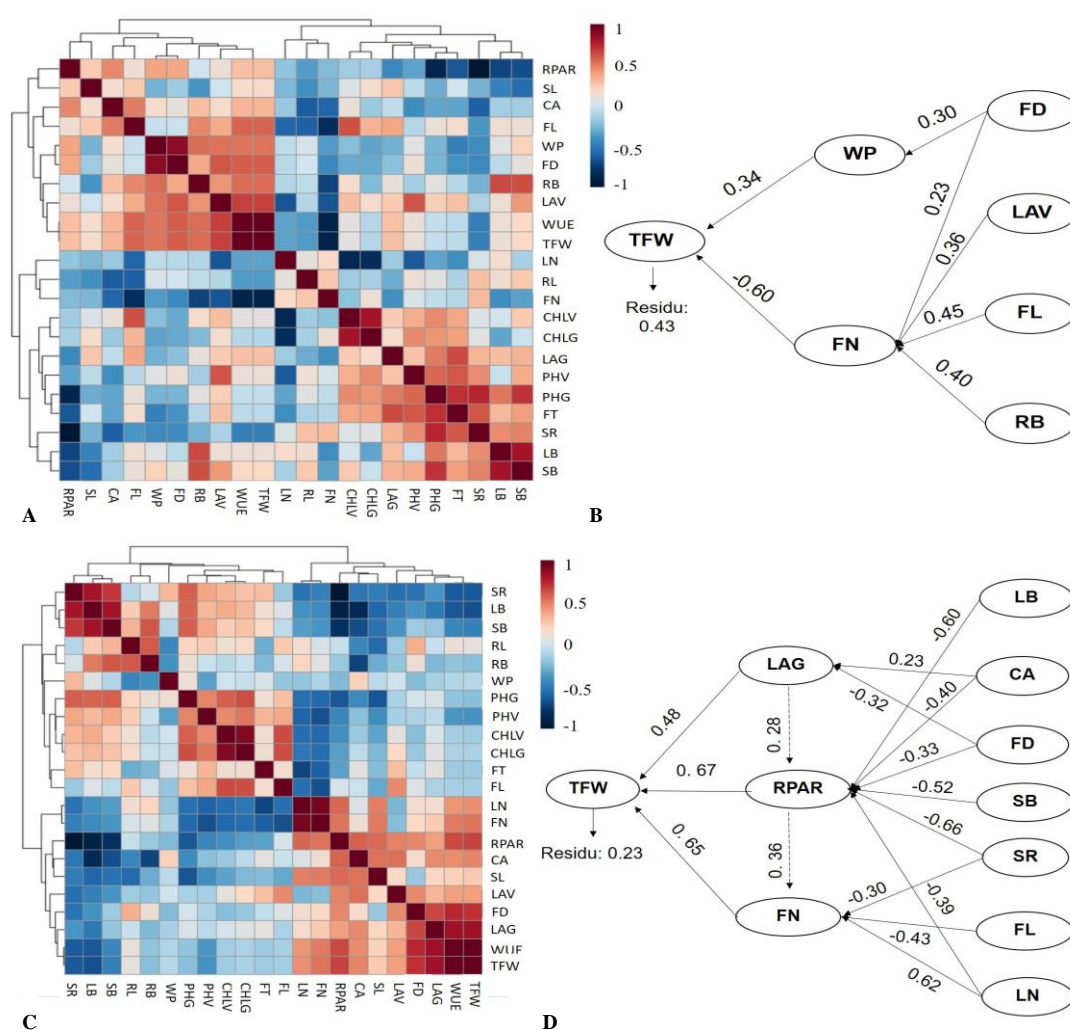 1
0.5
0
-0.5
-1
RPAR
SL
CA
FL
WP
FD
RB
LAV
WUE
TFW
LN
RL
FN
CHLV
CHLG
LAG
PHV
PHG
FT
SR
LB
SB
RPAR SL CA FL WP FD RB LAV WUE TFW LN RL FN CHLV CHLG LAG PHV PHG FT SR LB SB
A
FD
0.30
WP
0.34
0.23
LAV
TFW
0.36
Residu:
0.43
-0.60
FL
0.45
FN
0.40
RB
B
1
0.5
0
-0.5
-1
SR
LB
SB
RL
RB
WP
PHG
PHV
CHLV
CHLG
FT
FL
LN
FN
RPAR
CA
SL
LAV
FD
LAG
WUE
TFW
SR LB SB RL RB WP PHG PHV CHLV CHLG FT FL LN FN RPAR CA SL LAV FD LAG WUE TFW
C
LB
-0.60
LAG
0.23
CA
-0.40
-0.32
0.48
0.28
FD
-0.33
TFW
0.67
RPAR
-0.52
SB
Residu: 0.23
-0.66
0.65
0.36
SR
-0.39
-0.30
FN
FL
-0.43
0.62
LN
D